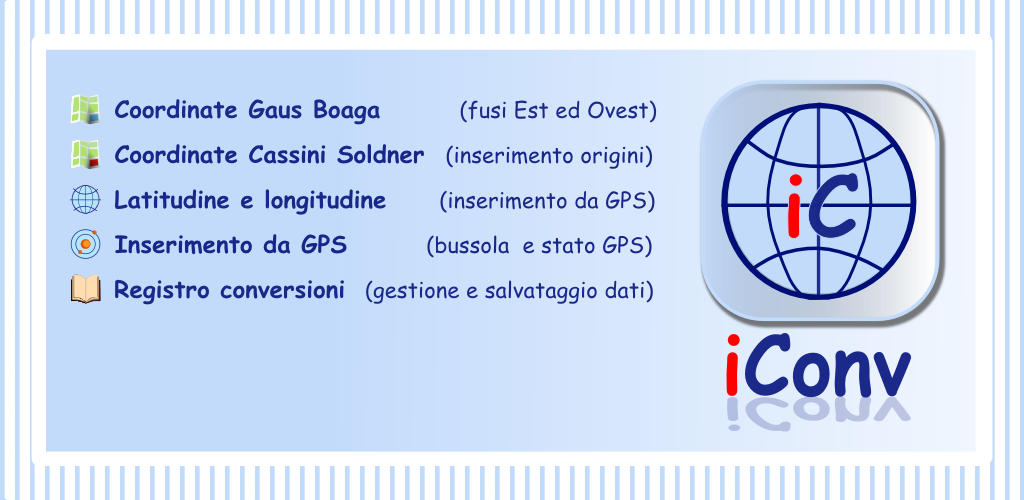 Coordinate Gaus Boaga (fusi Est ed Ovest)
Coordinate Cassini Soldner (inserimento origini)
Latitudine e longitudine (inserimento da GPS)
Inserimento da GPS (bussola e stato GPS)
Registro conversioni (gestione e salvataggio dati)
iC
iConv